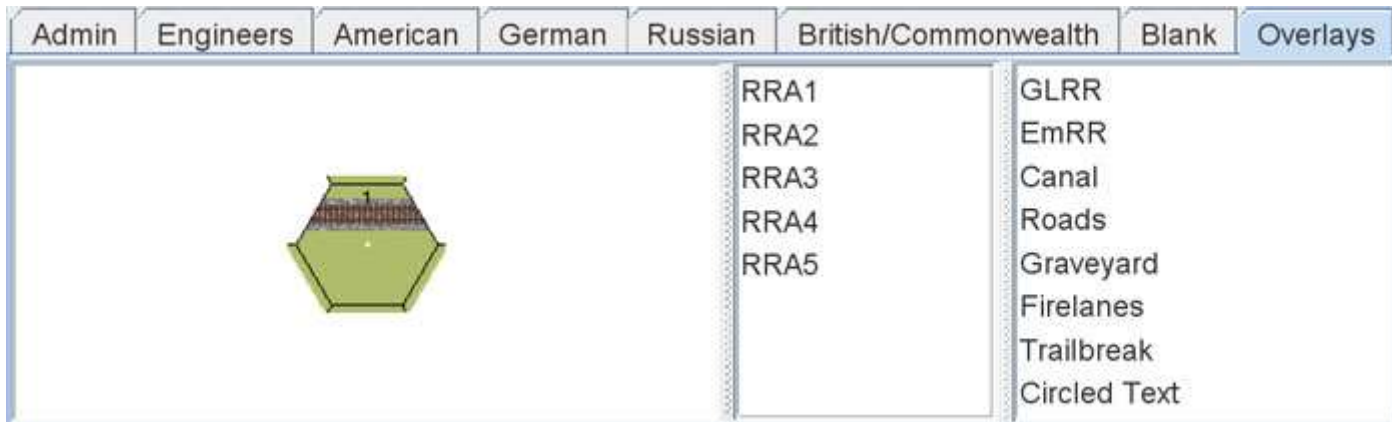 Admin Engineers American German Russian British/Commonwealth Blank Overlays
1
RRA1
RRA2
RRA3
RRA4
RRA5
GLRR
EmRR
Canal
Roads
Graveyard
Firelanes
Trailbreak
Circled Text